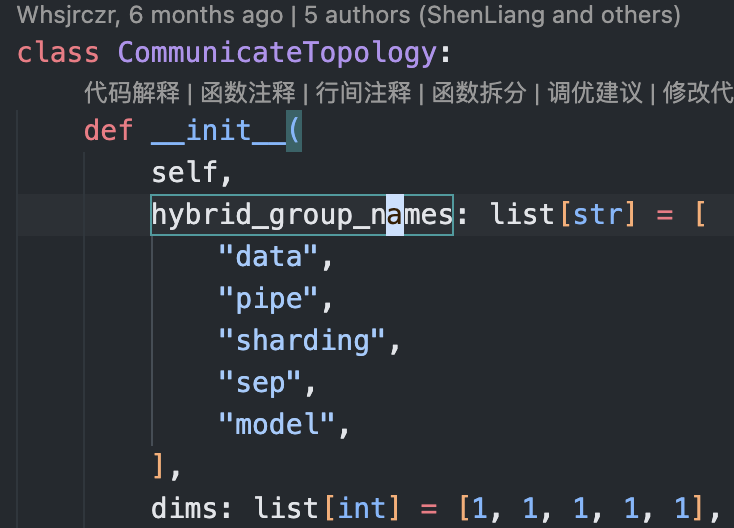 Whsjrczr, 6 months ago | 5 authors (ShenLiang and others)
class CommunicateTopology:
代码解释 | 函数注释 | 行间注释 | 函数拆分 | 调优建议 | 修改代
def __init__(
self,
hybrid_group_names: list[str] = [
"data",
"pipe",
"sharding",
"sep",
"model",
],
dims: list[int] = [1, 1, 1, 1, 1],